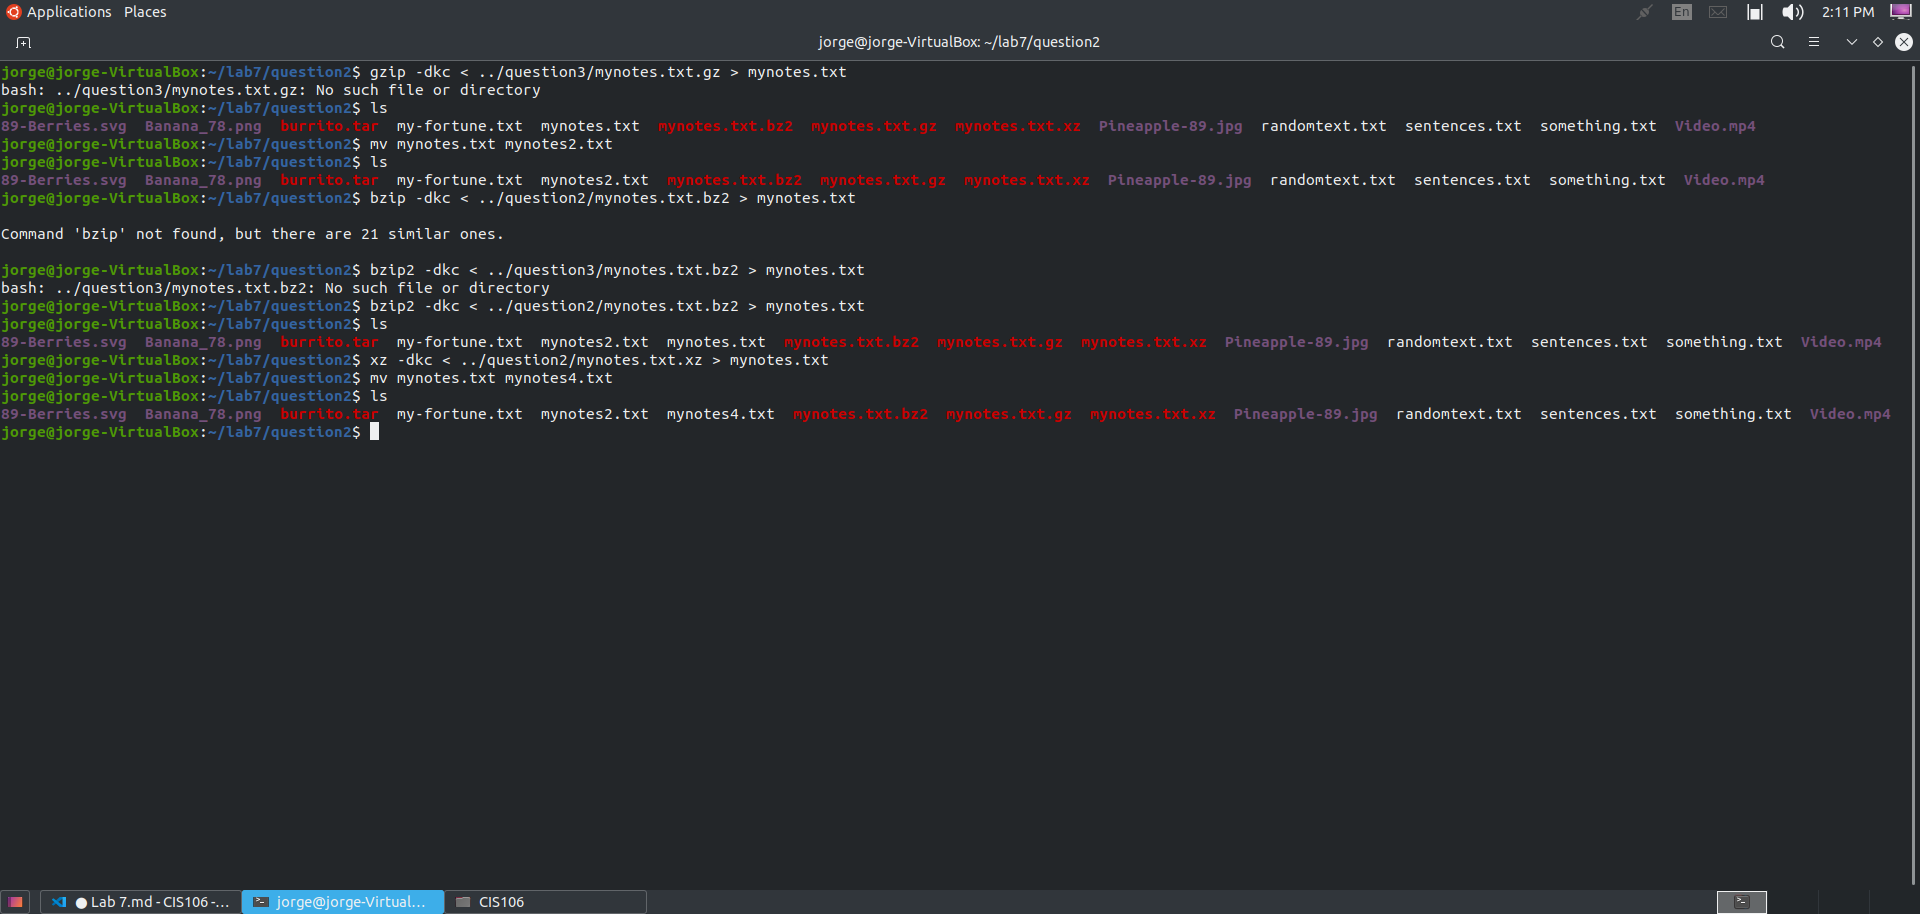 Applications Places
En 2:11 PM
jorge@jorge-VirtualBox: ~/lab7/question2
jorge@jorge-VirtualBox:~/lab7/question2$ gzip -dkc < ../question3/mynotes.txt.gz > mynotes.txt
bash: ../question3/mynotes.txt.gz: No such file or directory
jorge@jorge-VirtualBox:~/lab7/question2$ ls
89-Berries.svg Banana_78.png burrito.tar my-fortune.txt mynotes.txt mynotes.txt.bz2 mynotes.txt.gz mynotes.txt.xz Pineapple-89.jpg randomtext.txt sentences.txt something.txt Video.mp4
jorge@jorge-VirtualBox:~/lab7/question2$ mv mynotes.txt mynotes2.txt
jorge@jorge-VirtualBox:~/lab7/question2$ ls
89-Berries.svg Banana_78.png burrito.tar my-fortune.txt mynotes2.txt mynotes.txt.bz2 mynotes.txt.gz mynotes.txt.xz Pineapple-89.jpg randomtext.txt sentences.txt something.txt Video.mp4
jorge@jorge-VirtualBox:~/lab7/question2$ bzip -dkc < ../question2/mynotes.txt.bz2 > mynotes.txt
Command 'bzip' not found, but there are 21 similar ones.
jorge@jorge-VirtualBox:~/lab7/question2$ bzip2 -dkc < ../question3/mynotes.txt.bz2 > mynotes.txt
bash: ../question3/mynotes.txt.bz2: No such file or directory
jorge@jorge-VirtualBox:~/lab7/question2$ bzip2 -dkc < ../question2/mynotes.txt.bz2 > mynotes.txt
jorge@jorge-VirtualBox:~/lab7/question2$ ls
89-Berries.svg Banana_78.png burrito.tar my-fortune.txt mynotes2.txt mynotes.txt mynotes.txt.bz2 mynotes.txt.gz mynotes.txt.xz Pineapple-89.jpg randomtext.txt sentences.txt something.txt Video.mp4
jorge@jorge-VirtualBox:~/lab7/question2$ xz -dkc < ../question2/mynotes.txt.xz > mynotes.txt
jorge@jorge-VirtualBox:~/lab7/question2$ mv mynotes.txt mynotes4.txt
jorge@jorge-VirtualBox:~/lab7/question2$ ls
89-Berries.svg Banana_78.png burrito.tar my-fortune.txt mynotes2.txt mynotes4.txt mynotes.txt.bz2 mynotes.txt.gz mynotes.txt.xz Pineapple-89.jpg randomtext.txt sentences.txt something.txt Video.mp4
jorge@jorge-VirtualBox:~/lab7/question2$
● Lab 7.md - CIS106 -... jorge@jorge-Virtual... CIS106